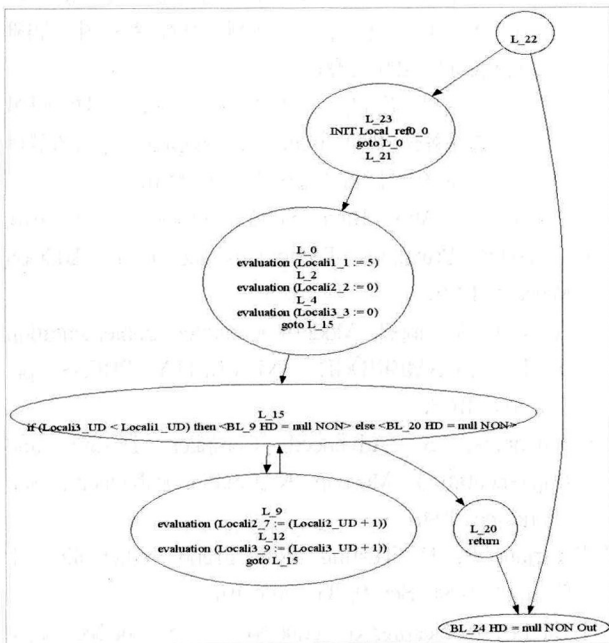 L_22
L_23
INIT Local_ref0_0
goto L_0
L_21
L_0
evaluation (Locali1_1 := 5)
L_2
evaluation (Locali2_2 := 0)
L_4
evaluation (Locali3_3 := 0)
goto L_15
L_15
if (Locali3_UD < Locali1_UD) then <BL_9 HD = null NON> else <BL_20 HD = null NON>
L_9
evaluation (Locali2_7 := (Locali2_UD + 1))
L_12
evaluation (Locali3_9 := (Locali3_UD + 1))
goto L_15
L_20
return
BL_24 HD = null NON Out